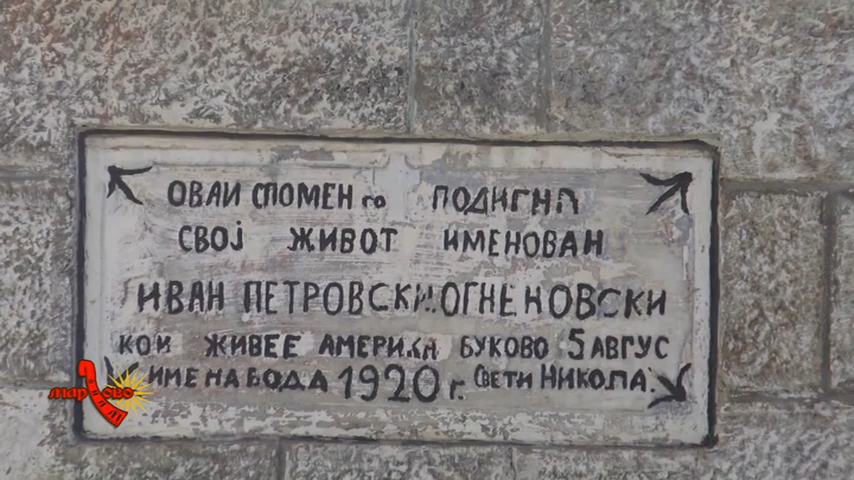 ОВАИ СПОМЕН го ПОДИГНА
СВОЈ ЖИВОТ ИМЕНОВАН
ИВАН ПЕТРОВСКИ.ОГНЕНОВСКИ
КОИ ЖИВЕЕ АМЕРИКА БУКОВО 5 АВГУС
ИМЕ НА ВОДА 1920 г. СВЕТИ НИКОЛА.